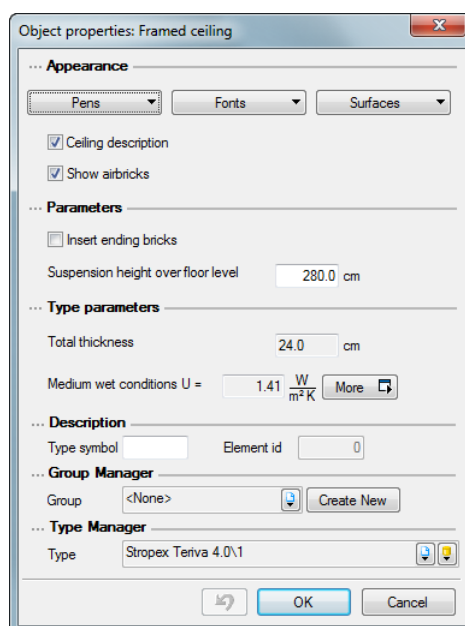 Object properties: Framed ceiling
Appearance
Pens Fonts Surfaces
Ceiling description
Show airbricks
Parameters
Insert ending bricks
Suspension height over floor level 280.0 cm
Type parameters
Total thickness 24.0 cm
Medium wet conditions U = 1.41 W/m²K More
Description
Type symbol Element id 0
Group Manager
Group <None> Create New
Type Manager
Type Stropex Teriva 4.0\1
OK Cancel